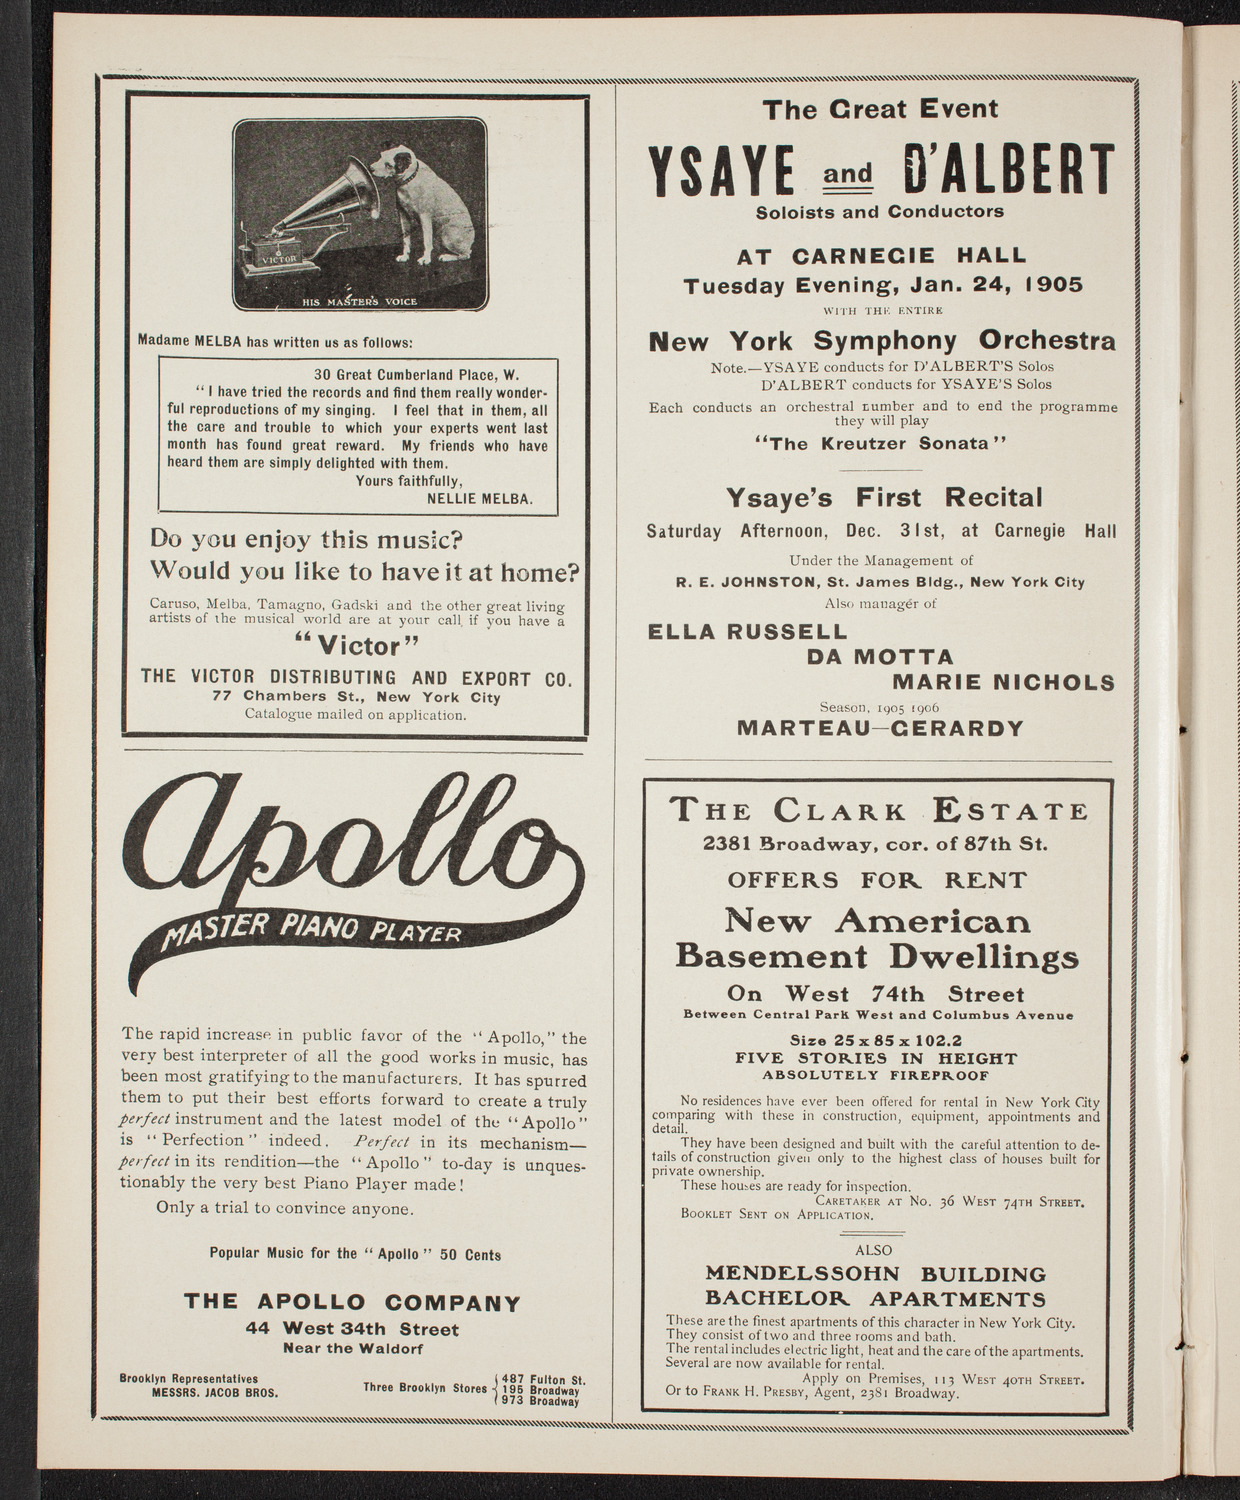 VICTOR
HIS MASTER'S VOICE
Madame MELBA has written us as follows:
30 Great Cumberland Place, W.
"I have tried the records and find them really wonder-
ful reproductions of my singing. I feel that in them, all
the care and trouble to which your experts went last
month has found great reward. My friends who have
heard them are simply delighted with them.
Yours faithfully,
NELLIE MELBA.
Do you enjoy this music?
Would you like to have it at home?
Caruso, Melba, Tamagno, Gadski and the other great living
artists of the musical world are at your call if you have a
"Victor"
THE VICTOR DISTRIBUTING AND EXPORT CO.
77 Chambers St., New York City
Catalogue mailed on application.
Apollo
MASTER PIANO PLAYER
The rapid increase in public favor of the "Apollo," the
very best interpreter of all the good works in music, has
been most gratifying to the manufacturers. It has spurred
them to put their best efforts forward to create a truly
perfect instrument and the latest model of the "Apollo"
is "Perfection" indeed. Perfect in its mechanism—
perfect in its rendition—the "Apollo" to-day is unques-
tionably the very best Piano Player made!
Only a trial to convince anyone.
Popular Music for the "Apollo" 50 Cents
THE APOLLO COMPANY
44 West 34th Street
Near the Waldorf
Brooklyn Representatives
MESSRS. JACOB BROS.
Three Brooklyn Stores
487 Fulton St.
195 Broadway
973 Broadway
The Great Event
YSAYE and D'ALBERT
Soloists and Conductors
AT CARNEGIE HALL
Tuesday Evening, Jan. 24, 1905
WITH THE ENTIRE
New York Symphony Orchestra
Note.—YSAYE conducts for D'ALBERT'S Solos
D'ALBERT conducts for YSAYE'S Solos
Each conducts an orchestral number and to end the programme
they will play
"The Kreutzer Sonata"
Ysaye's First Recital
Saturday Afternoon, Dec. 31st, at Carnegie Hall
Under the Management of
R. E. JOHNSTON, St. James Bldg., New York City
Also manager of
ELLA RUSSELL
DA MOTTA
MARIE NICHOLS
Season, 1905 1906
MARTEAU—GERARDY
THE CLARK ESTATE
2381 Broadway, cor. of 87th St.
OFFERS FOR RENT
New American
Basement Dwellings
On West 74th Street
Between Central Park West and Columbus Avenue
Size 25 x 85 x 102.2
FIVE STORIES IN HEIGHT
ABSOLUTELY FIREPROOF
No residences have ever been offered for rental in New York City
comparing with these in construction, equipment, appointments and
detail.
They have been designed and built with the careful attention to de-
tails of construction given only to the highest class of houses built for
private ownership.
These houses are ready for inspection.
CARETAKER AT No. 36 WEST 74TH STREET.
BOOKLET SENT ON APPLICATION.
ALSO
MENDELSSOHN BUILDING
BACHELOR APARTMENTS
These are the finest apartments of this character in New York City.
They consist of two and three rooms and bath.
The rental includes electric light, heat and the care of the apartments.
Several are now available for rental.
Apply on Premises, 113 WEST 40TH STREET.
Or to FRANK H. PRESBY, Agent, 2381 Broadway.